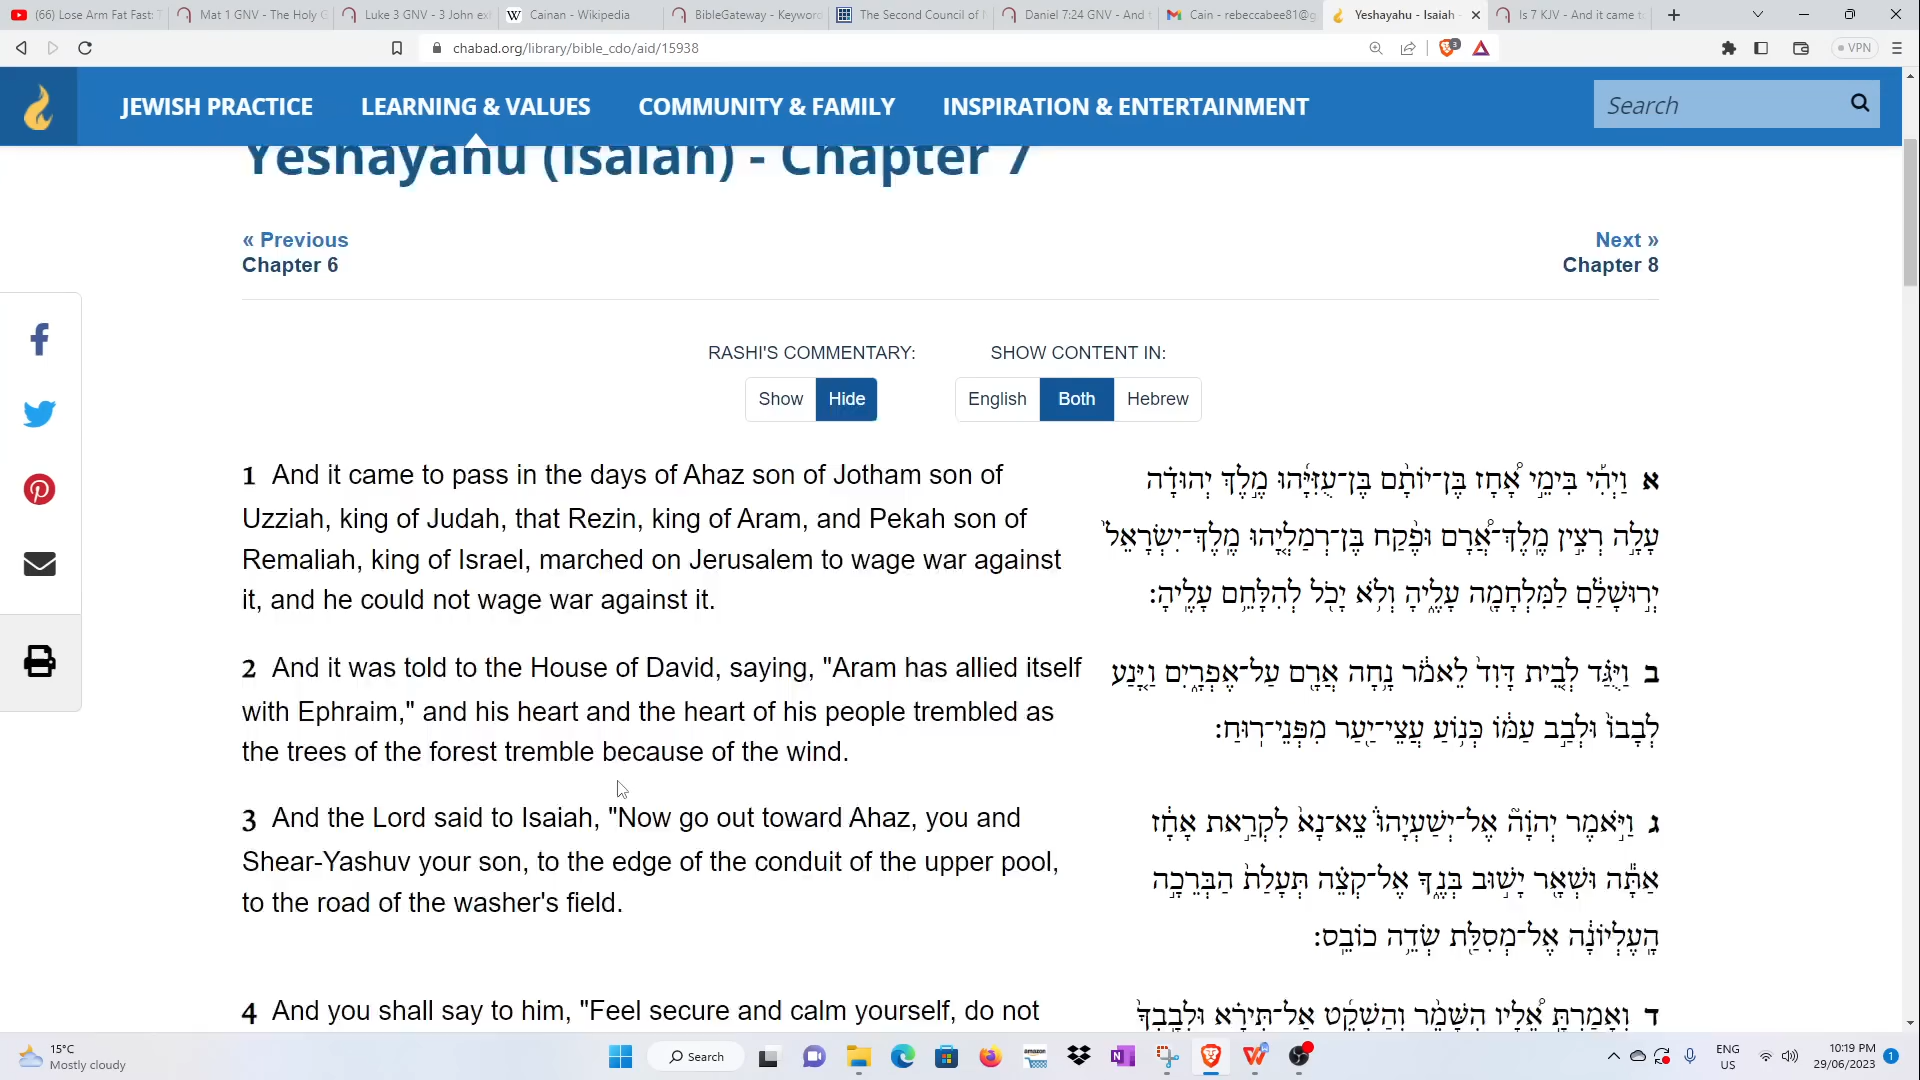 (66) Lose Arm Fat Fast: 7
Mat 1 GNV - The Holy G
Luke 3 GNV - 3 John ex
Cainan - Wikipedia
BibleGateway - Keyword
The Second Council of
Daniel 7:24 GNV - And t
Cain - rebeccabee81@g
Yeshayahu - Isaiah -
Is 7 KJV - And it came to
chabad.org/library/bible_cdo/aid/15938
3
VPN
JEWISH PRACTICE
LEARNING & VALUES
COMMUNITY & FAMILY
INSPIRATION & ENTERTAINMENT
Search
Yeshayahu (Isaiah) - Chapter 7
« Previous
Chapter 6
Next »
Chapter 8
RASHI'S COMMENTARY:
SHOW CONTENT IN:
Show
Hide
English
Both
Hebrew
1 And it came to pass in the days of Ahaz son of Jotham son of
Uzziah, king of Judah, that Rezin, king of Aram, and Pekah son of
Remaliah, king of Israel, marched on Jerusalem to wage war against
it, and he could not wage war against it.
א וַיְהִ֡י בִּימֵ֣י אָ֠חָז בֶּן־יוֹתָ֨ם בֶּן־עֻזִּיָּ֜הוּ מֶ֣לֶךְ יְהוּדָ֗ה
עָלָ֣ה רְצִ֣ין מֶֽלֶךְ־אֲ֠רָם וּפֶ֨קַח בֶּן־רְמַלְיָ֚הוּ מֶֽלֶךְ־יִשְׂרָאֵל֙
יְר֣וּשָׁלַ֔םִ לַמִּלְחָמָ֖ה עָלֶ֑יהָ וְלֹ֥א יָכֹ֖ל לְהִלָּחֵ֥ם עָלֶֽיהָ:
2 And it was told to the House of David, saying, "Aram has allied itself
with Ephraim," and his heart and the heart of his people trembled as
the trees of the forest tremble because of the wind.
ב וַיֻּגַּ֗ד לְבֵ֚ית דָּוִד֙ לֵאמֹ֔ר נָ֥חָה אֲרָ֖ם עַל־אֶפְרָ֑יִם וַיָּ֚נַע
לְבָבוֹ֙ וּלְבַ֣ב עַמּ֔וֹ כְּנ֥וֹעַ עֲצֵי־יַ֖עַר מִפְּנֵי־רֽוּחַ:
3 And the Lord said to Isaiah, "Now go out toward Ahaz, you and
Shear-Yashuv your son, to the edge of the conduit of the upper pool,
to the road of the washer's field.
ג וַיֹּ֣אמֶר יְהֹוָה֘ אֶל־יְשַׁעְיָהוּ֒ צֵא־נָא֙ לִקְרַ֣את אָחָ֔ז
אַתָּ֕ה וּשְׁאָ֖ר יָשׁ֣וּב בְּנֶ֑ךָ אֶל־קְצֵ֗ה תְּעָלַת֙ הַבְּרֵכָ֣ה
הָֽעֶלְיוֹנָ֔ה אֶל־מְסִלַּ֖ת שְׂדֵ֥ה כוֹבֵֽס:
4 And you shall say to him, "Feel secure and calm yourself, do not
ד וְאָמַרְתָּ֣ אֵ֠לָיו הִשָּׁמֵ֨ר וְהַשְׁקֵ֜ט אַל־תִּירָ֗א וּלְבָבְךָ֙
15°C
Mostly cloudy
Search
amazon
ENG
US
10:19 PM
29/06/2023
1